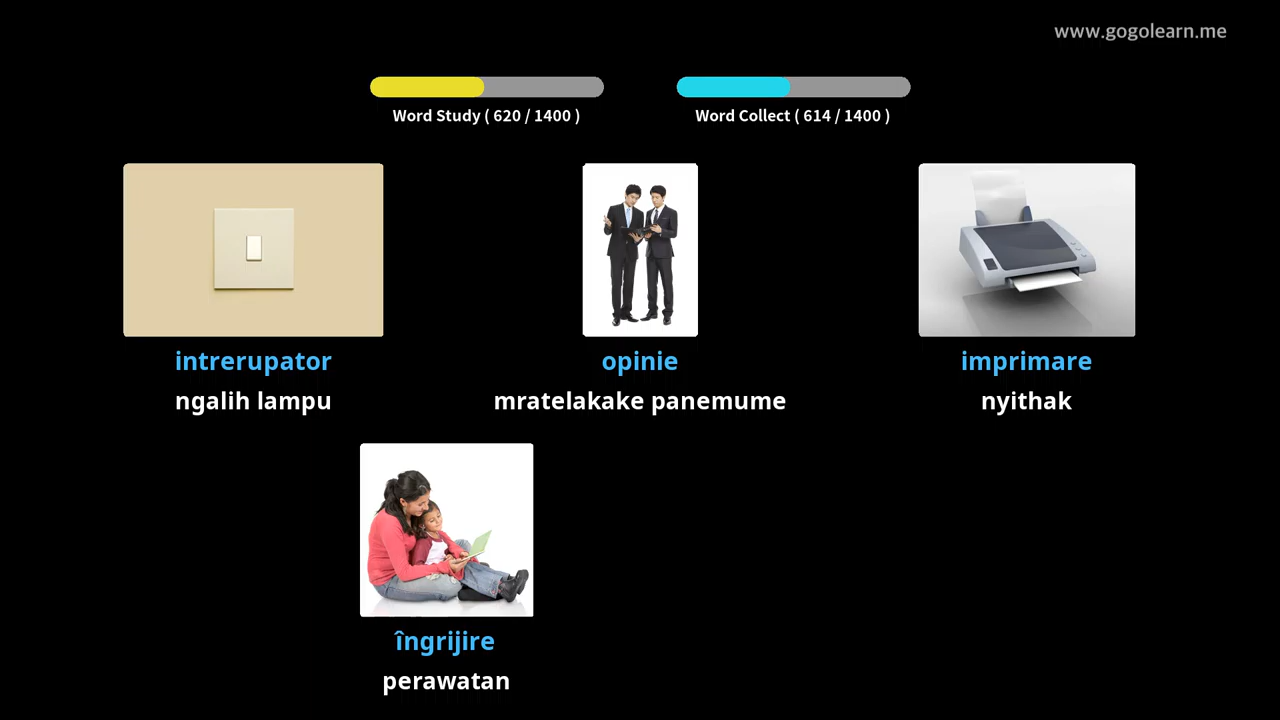 www.gogolearn.me
Word Study ( 620 / 1400 )
Word Collect ( 614 / 1400 )
intrerupator
ngalih lampu
opinie
mratelakake panemume
imprimare
nyithak
îngrijire
perawatan